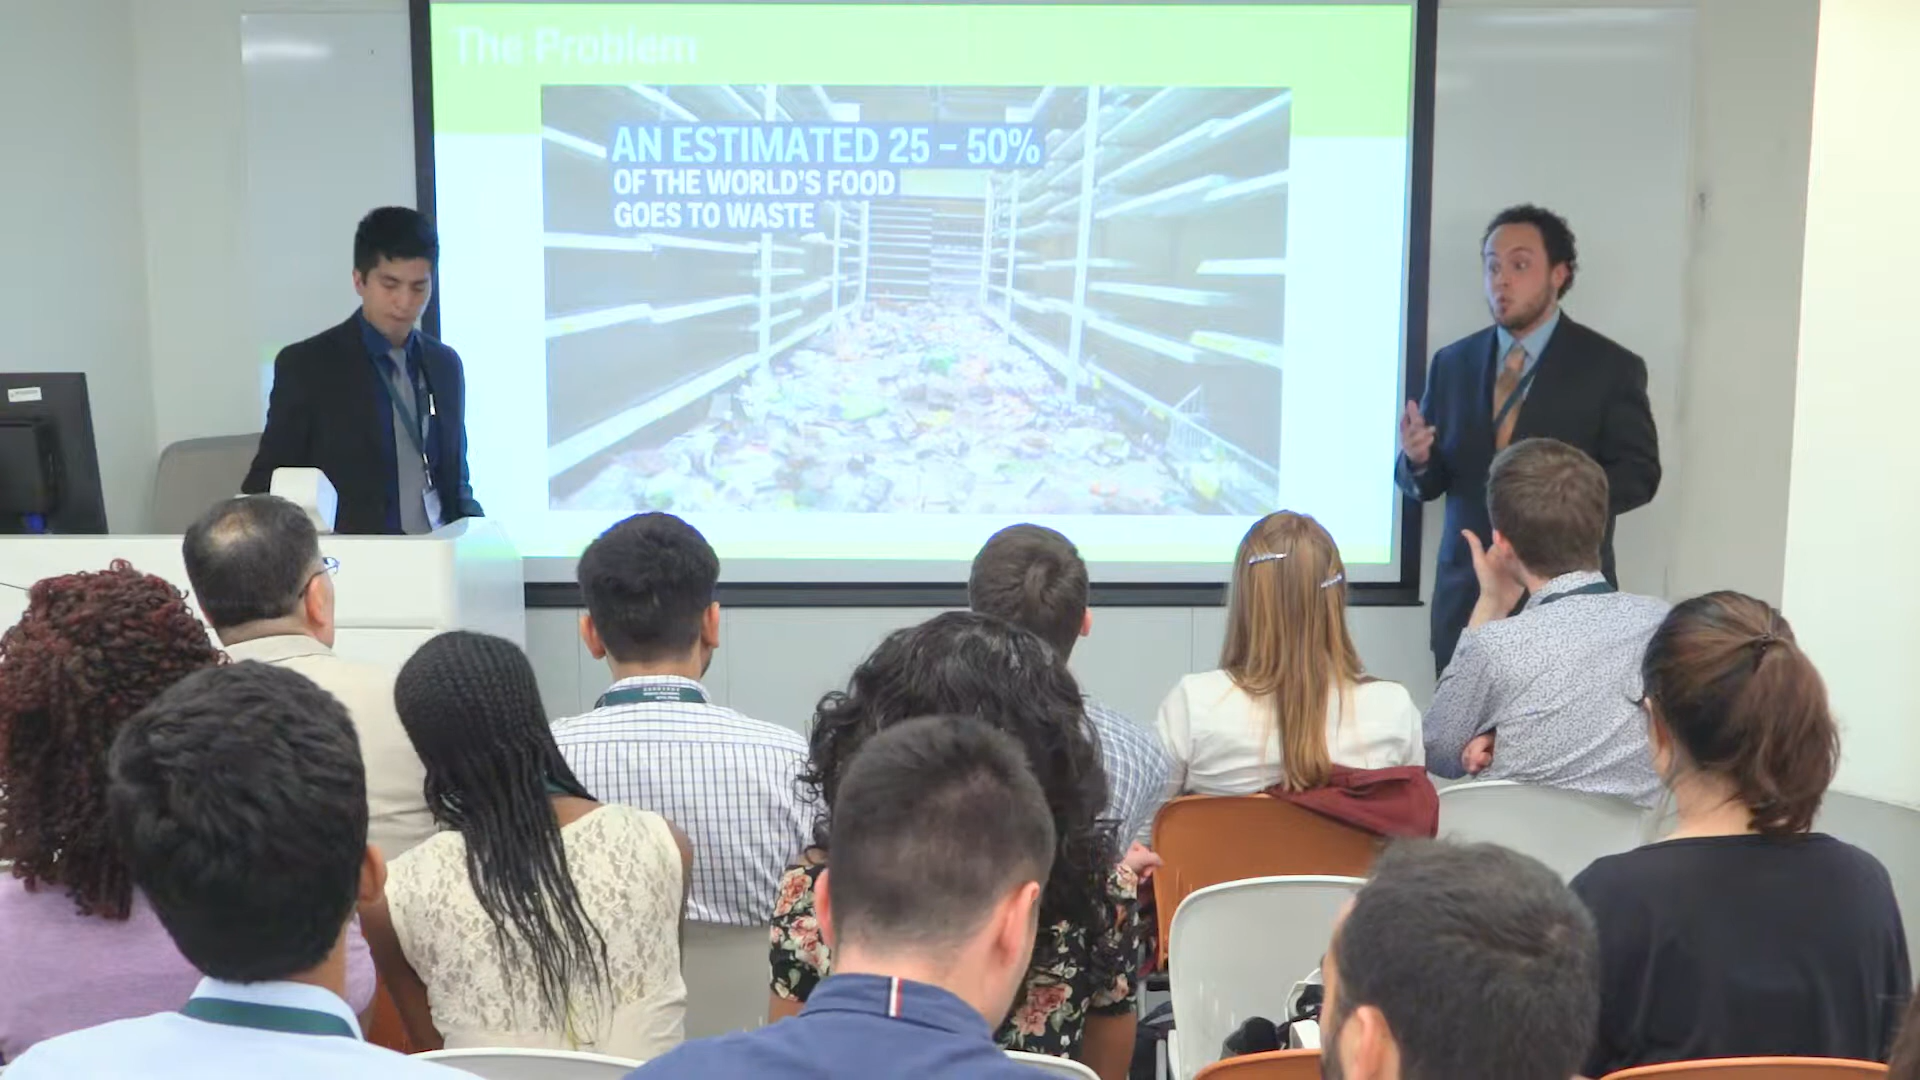 The Problem
AN ESTIMATED 25 - 50%
OF THE WORLD'S FOOD
GOES TO WASTE